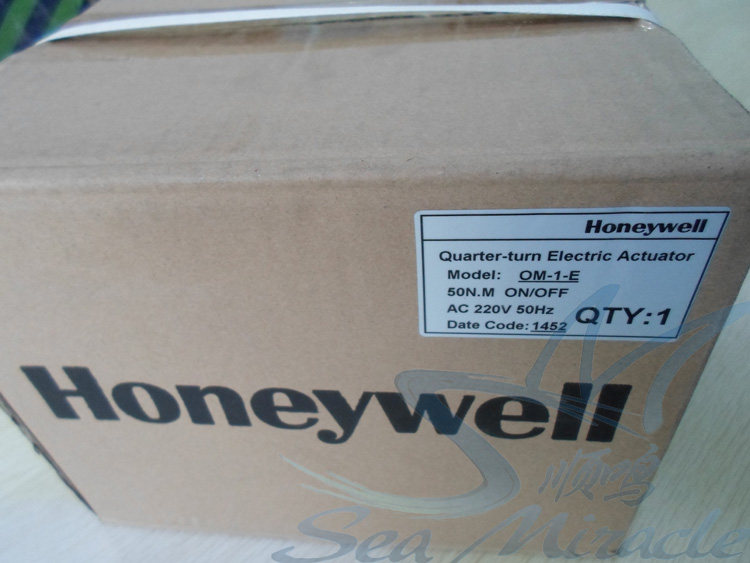 Honeywell
Quarter-turn Electric Actuator
Model: OM-1-E
50N.M ON/OFF
AC 220V 50Hz
Date Code: 1452 QTY:1
Honeywell
Sea Miracle